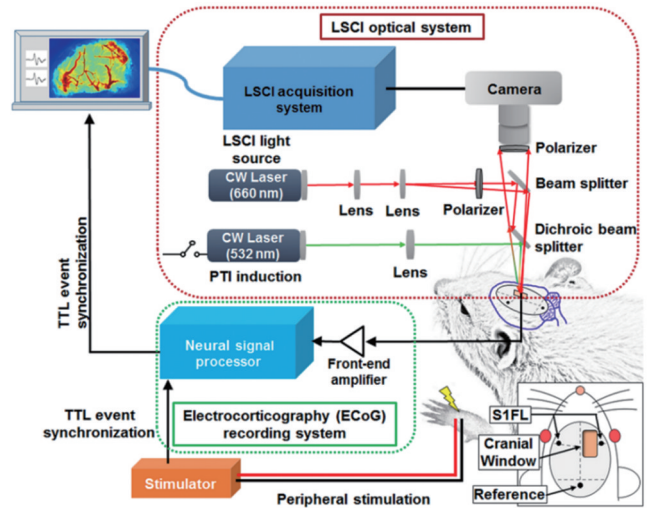 LSCI optical system
LSCI acquisition
system
Camera
LSCI light
source
Polarizer
CW Laser
(660 nm)
Beam splitter
Lens
Lens
Polarizer
Dichroic beam
splitter
CW Laser
(532 nm)
PTI induction
Lens
TTL event
synchronization
Neural signal
processor
Front-end
amplifier
TTL event
synchronization
Electrocorticography (ECoG)
recording system
S1FL
Cranial
Window
Reference
Stimulator
Peripheral stimulation